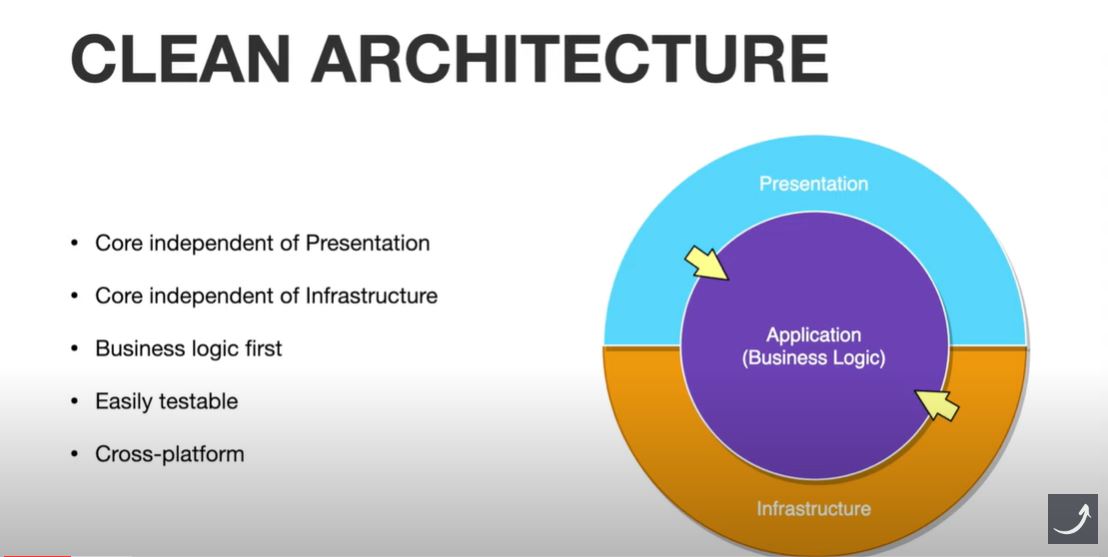 CLEAN ARCHITECTURE
• Core independent of Presentation
• Core independent of Infrastructure
• Business logic first
• Easily testable
• Cross-platform
Presentation
Application
(Business Logic)
Infrastructure